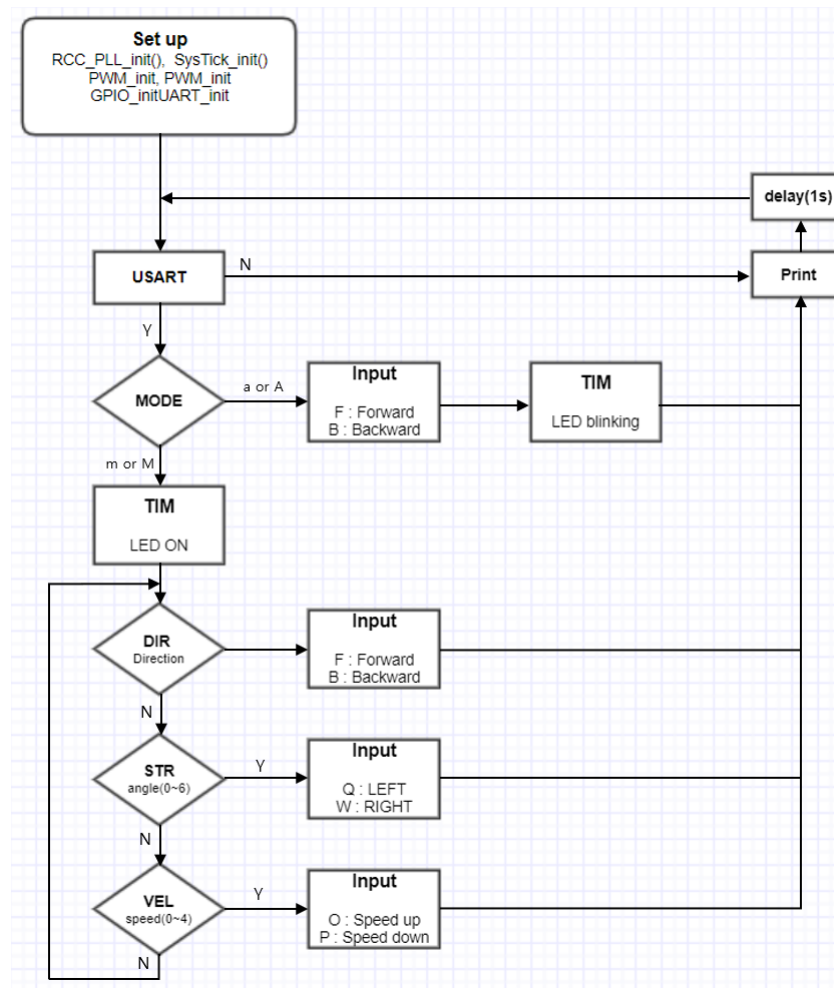 Set up
RCC_PLL_init(), SysTick_init()
PWM_init, PWM_init
GPIO_initUART_init
delay(1s)
USART
N
Print
Y
MODE
a or A
Input
F : Forward
B : Backward
TIM
LED blinking
m or M
TIM
LED ON
DIR
Direction
Input
F : Forward
B : Backward
N
STR
angle(0~6)
Y
Input
Q : LEFT
W : RIGHT
N
VEL
speed(0~4)
Y
Input
O : Speed up
P : Speed down
N